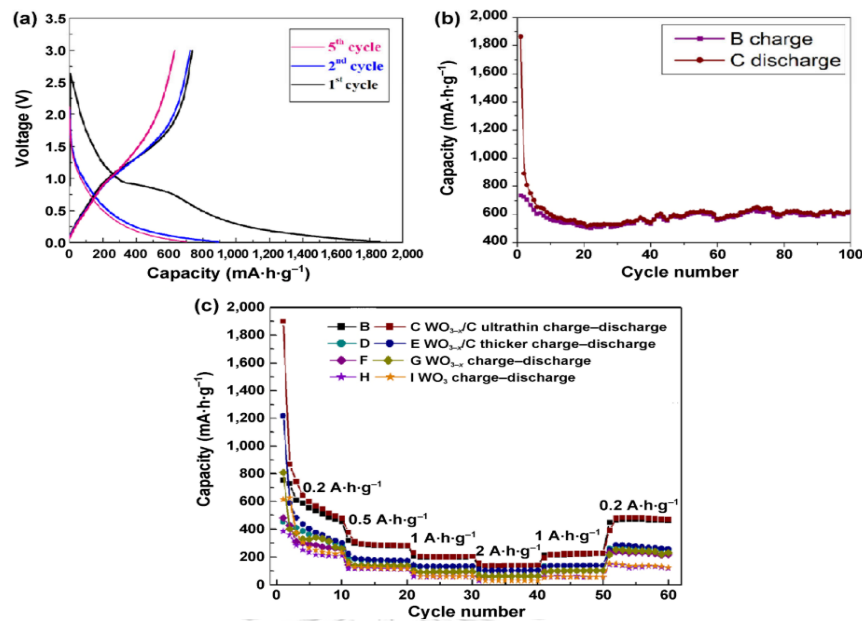 (a)
3.5
3.0
2.5
2.0
1.5
1.0
0.5
0.0
Voltage (V)
5th cycle
2nd cycle
1st cycle
0 200 400 600 800 1,000 1,200 1,400 1,600 1,800 2,000
Capacity (mA·h·g⁻¹)
(b)
2,000
1,800
1,600
1,400
1,200
1,000
800
600
400
Capacity (mA·h·g⁻¹)
B charge
C discharge
0 20 40 60 80 100
Cycle number
(c)
2,000
1,800
1,600
1,400
1,200
1,000
800
600
400
200
0
Capacity (mA·h·g⁻¹)
B C WO₃₋ₓ/C ultrathin charge–discharge
D E WO₃₋ₓ/C thicker charge–discharge
F G WO₃₋ₓ charge–discharge
H I WO₃ charge–discharge
0.2 A·h·g⁻¹
0.5 A·h·g⁻¹
1 A·h·g⁻¹
2 A·h·g⁻¹
1 A·h·g⁻¹
0.2 A·h·g⁻¹
0 10 20 30 40 50 60
Cycle number